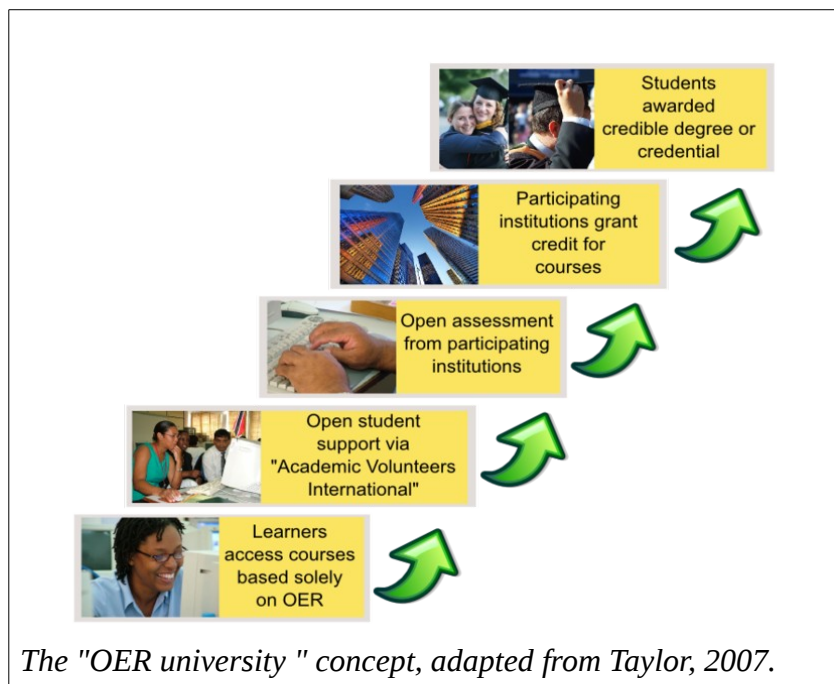 Students
awarded
credible degree or
credential
Participating
institutions grant
credit for
courses
Open assessment
from participating
institutions
Open student
support via
"Academic Volunteers
International"
Learners
access courses
based solely
on OER
The "OER university " concept, adapted from Taylor, 2007.